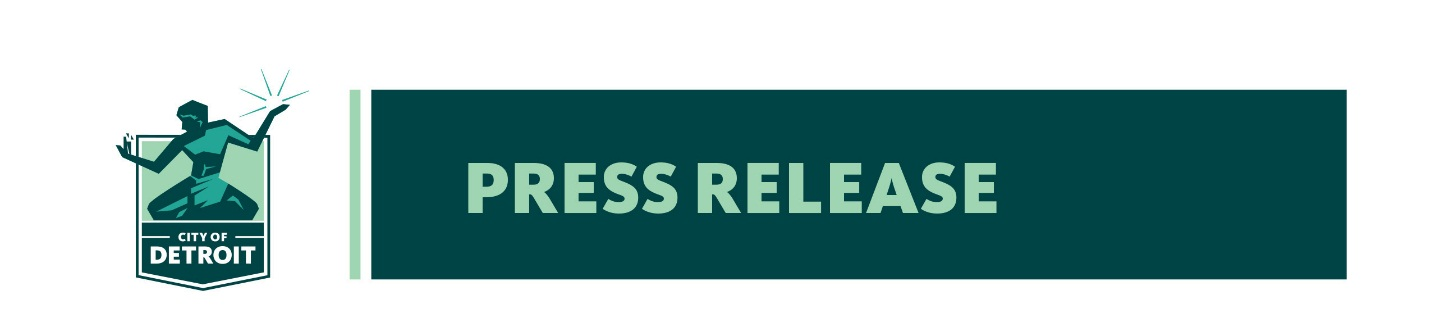 CITY OF
DETROIT
PRESS RELEASE